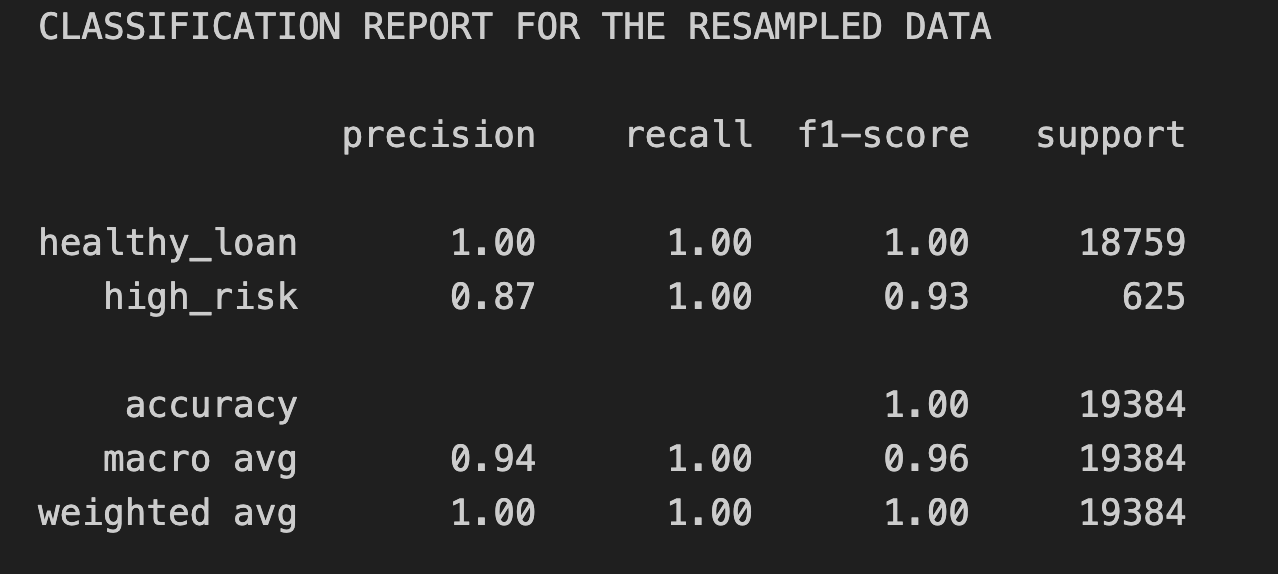 CLASSIFICATION REPORT FOR THE RESAMPLED DATA
precision recall f1-score support
healthy_loan 1.00 1.00 1.00 18759
high_risk 0.87 1.00 0.93 625
accuracy 1.00 19384
macro avg 0.94 1.00 0.96 19384
weighted avg 1.00 1.00 1.00 19384